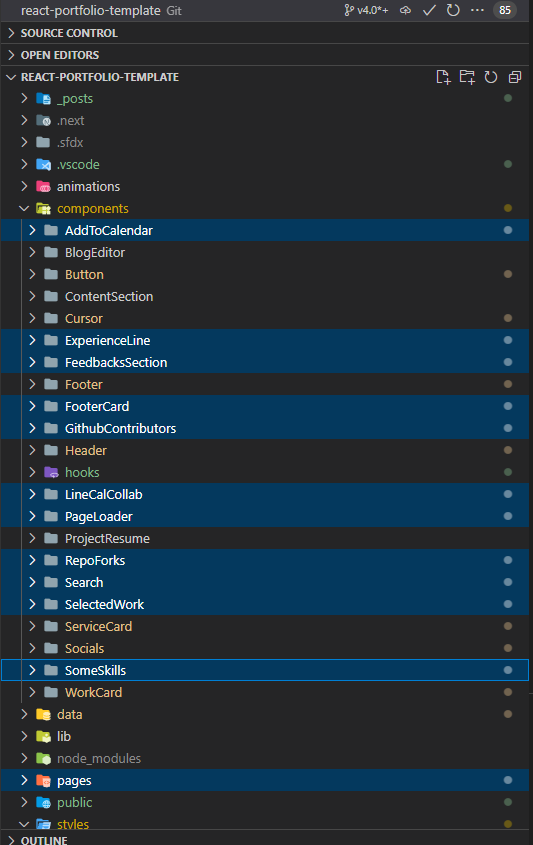 react-portfolio-template Git v4.0*+ 85
SOURCE CONTROL
OPEN EDITORS
REACT-PORTFOLIO-TEMPLATE
_posts
.next
.sfdx
.vscode
animations
components
AddToCalendar
BlogEditor
Button
ContentSection
Cursor
ExperienceLine
FeedbacksSection
Footer
FooterCard
GithubContributors
Header
hooks
LineCalCollab
PageLoader
ProjectResume
RepoForks
Search
SelectedWork
ServiceCard
Socials
SomeSkills
WorkCard
data
lib
node_modules
pages
public
styles
OUTLINE